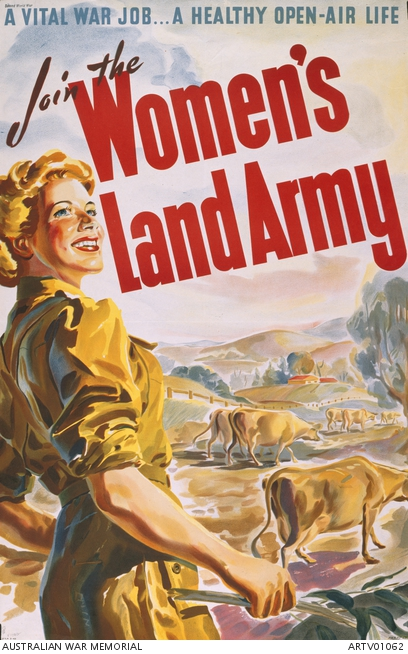 A VITAL WAR JOB...A HEALTHY OPEN-AIR LIFE
Join the
Women's
Land Army
AUSTRALIAN WAR MEMORIAL ARTV01062